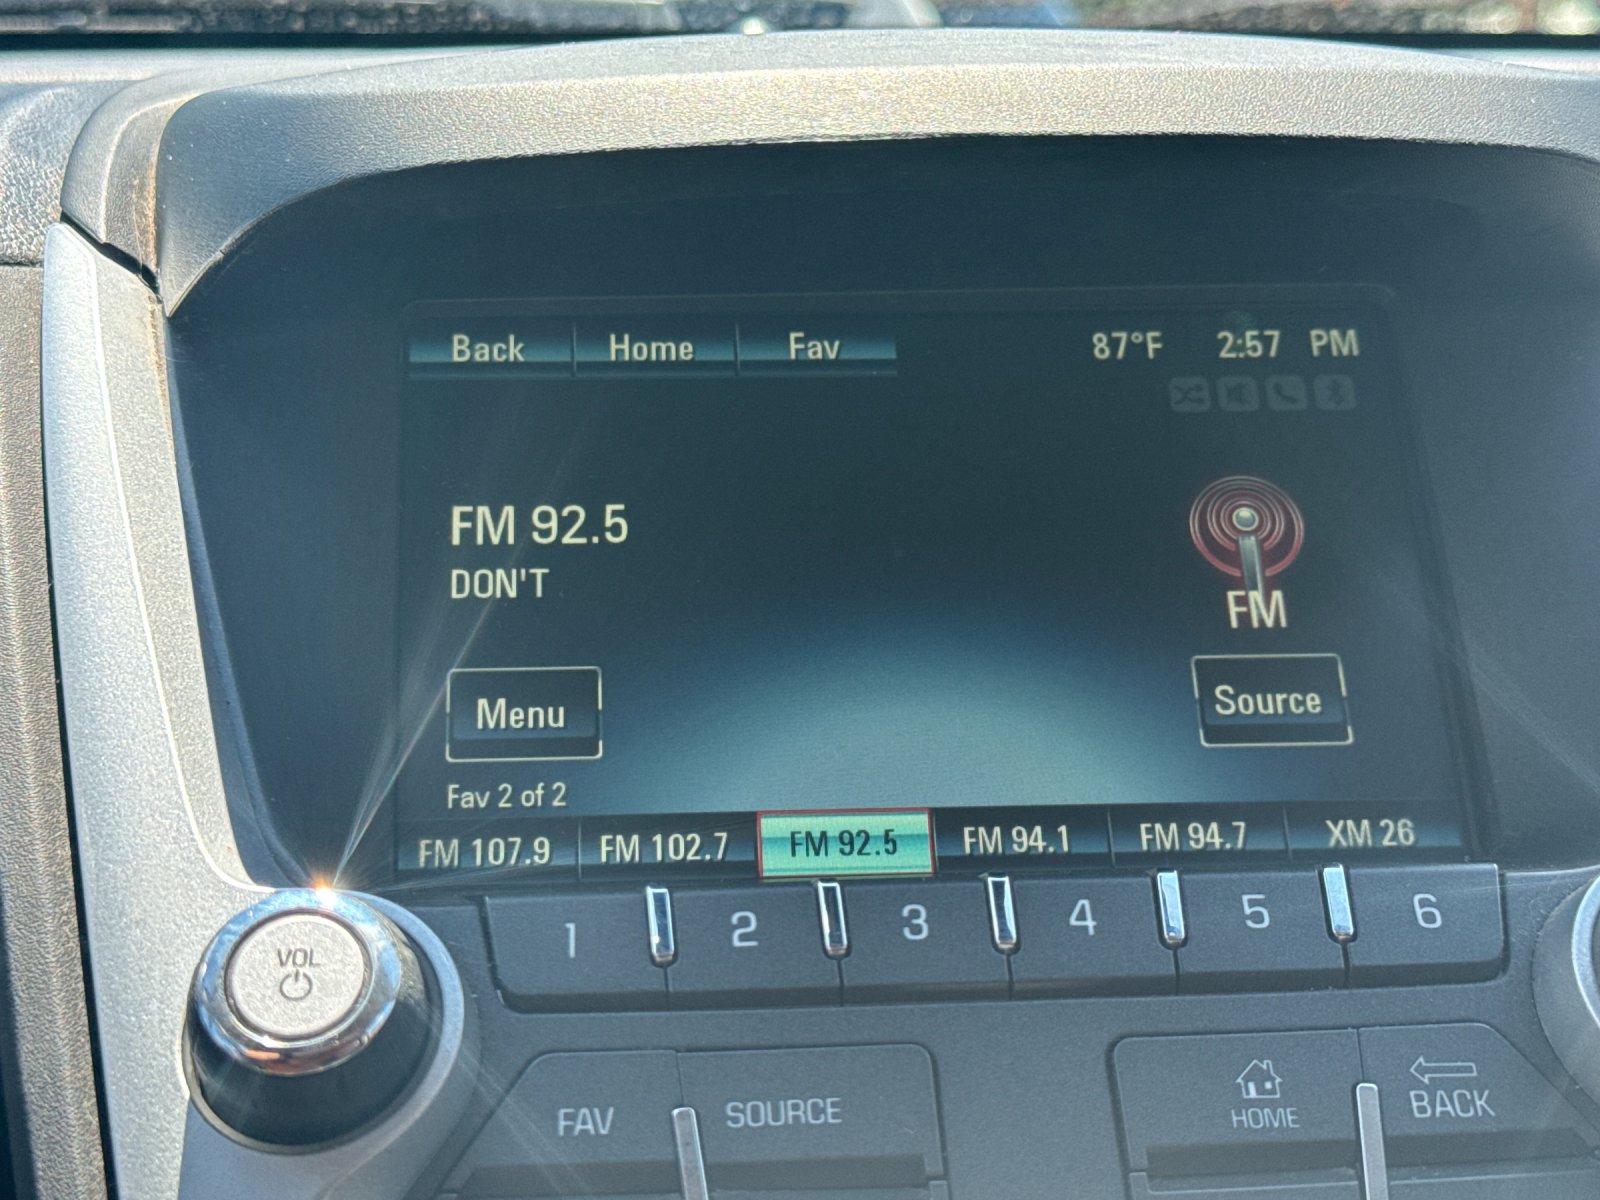 Back Home Fav 87°F 2:57 PM
FM 92.5
DON'T
FM
Menu
Source
Fav 2 of 2
FM 107.9 FM 102.7 FM 92.5 FM 94.1 FM 94.7 XM 26
1 2 3 4 5 6
VOL
FAV SOURCE HOME BACK